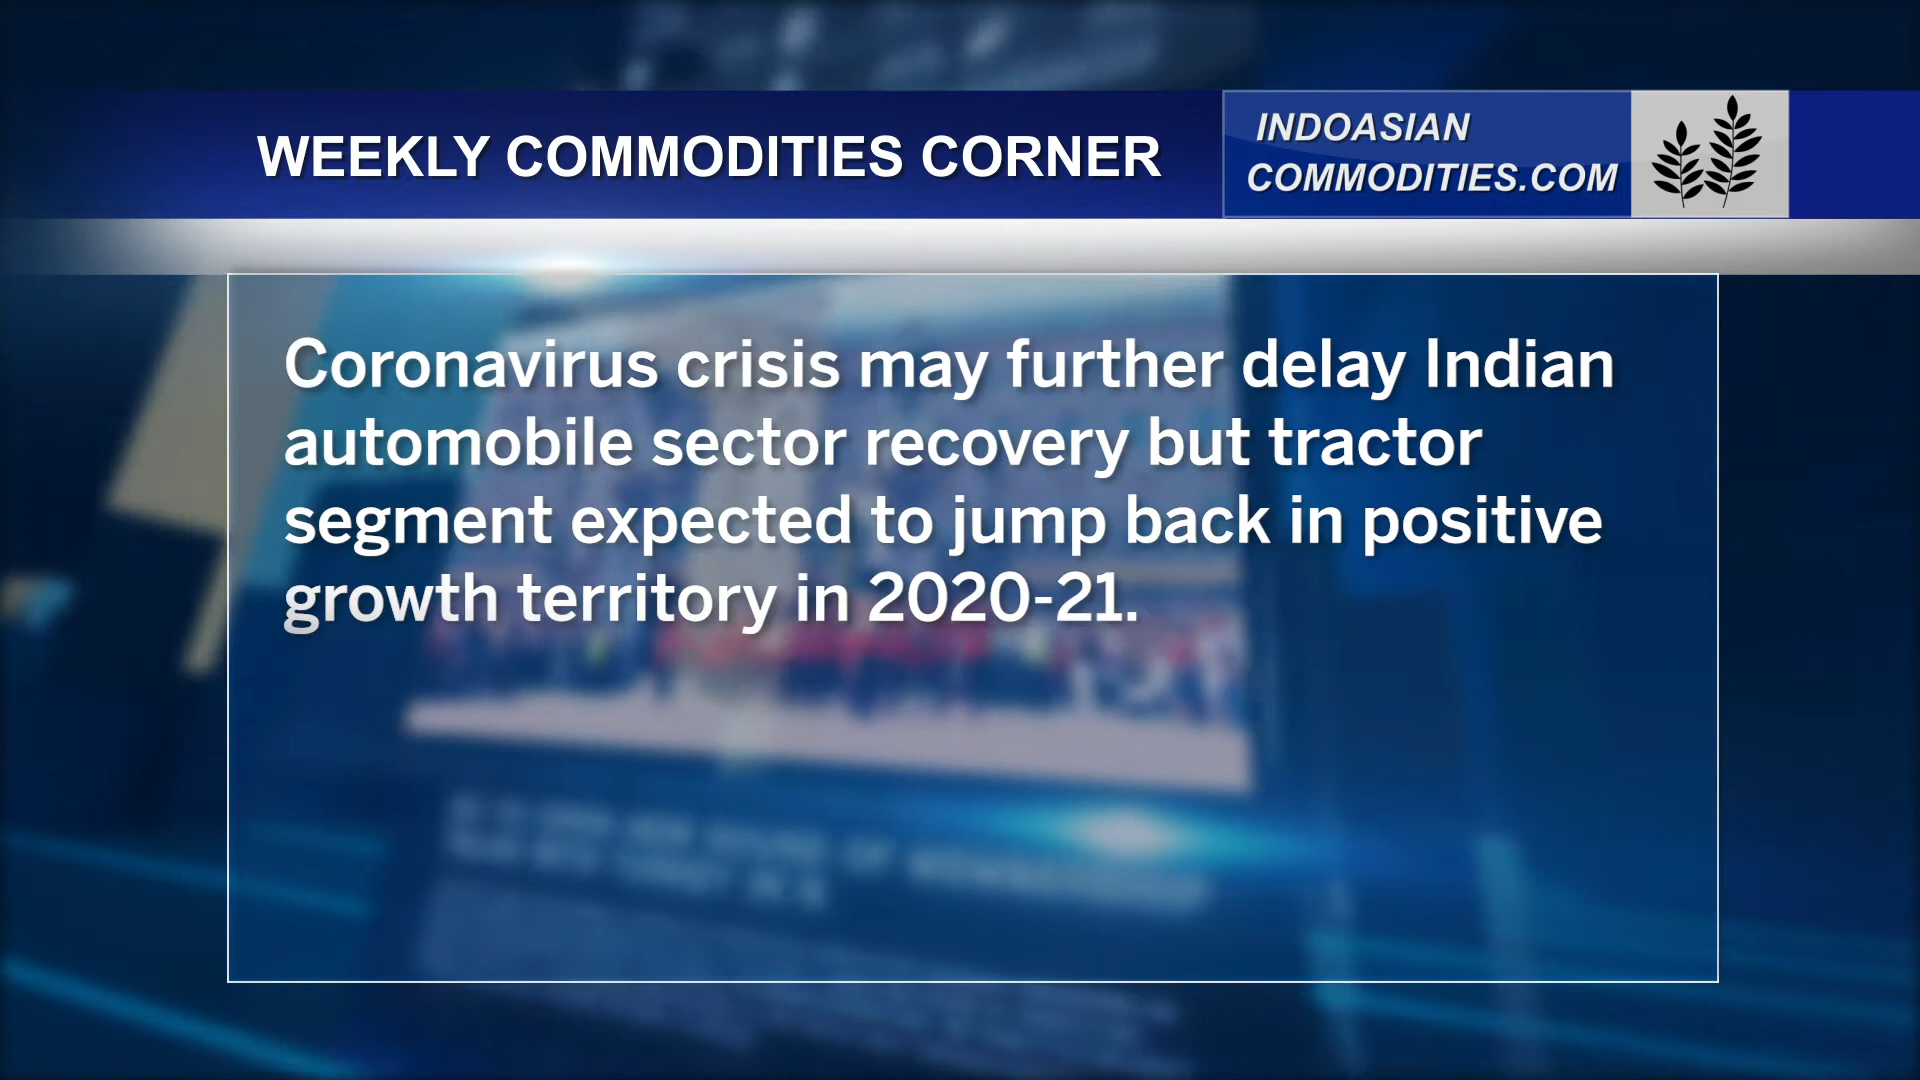 WEEKLY COMMODITIES CORNER
INDOASIAN
COMMODITIES.COM
Coronavirus crisis may further delay Indian
automobile sector recovery but tractor
segment expected to jump back in positive
growth territory in 2020-21.